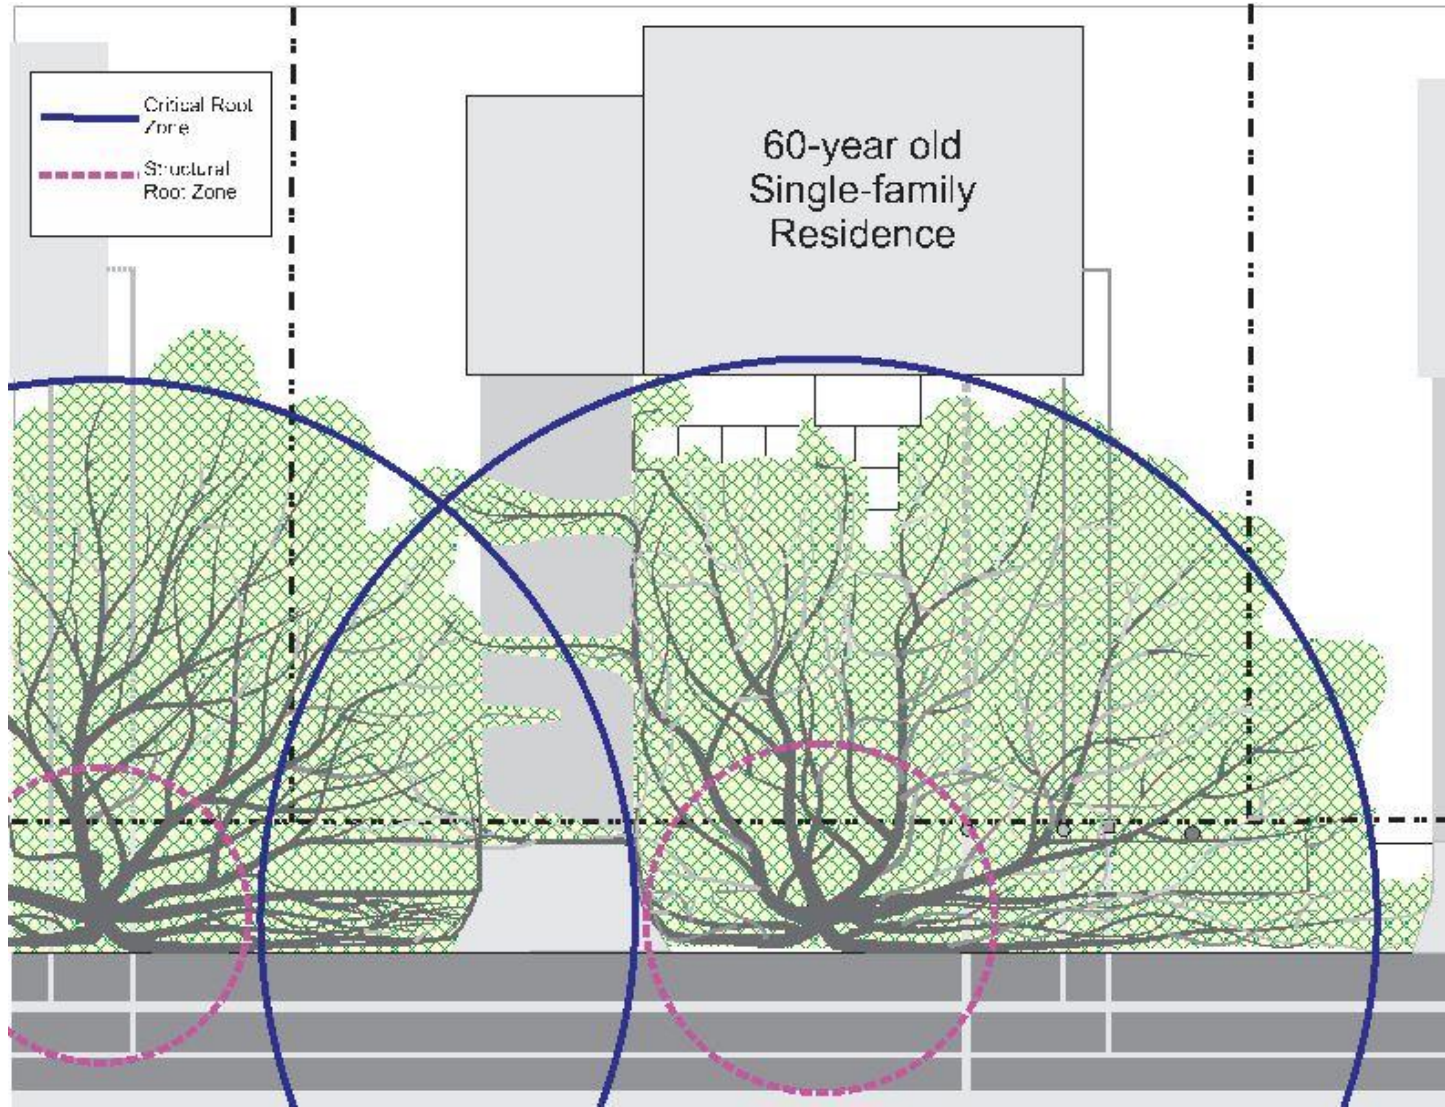 Critical Root
Zone
Structural
Root Zone
60-year old
Single-family
Residence